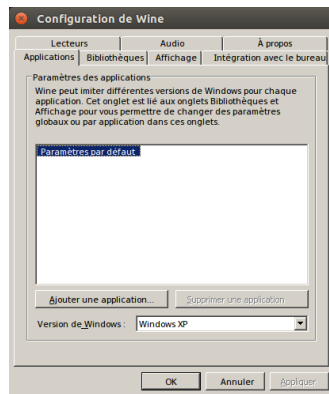 Configuration de Wine
Lecteurs
Audio
À propos
Applications
Bibliothèques
Affichage
Intégration avec le bureau
Paramètres des applications
Wine peut imiter différentes versions de Windows pour chaque
application. Cet onglet est lié aux onglets Bibliothèques et
Affichage pour vous permettre de changer des paramètres
globaux ou par application dans ces onglets.
Paramètres par défaut
Ajouter une application...
Supprimer une application
Version de Windows :
Windows XP
OK
Annuler
Appliquer